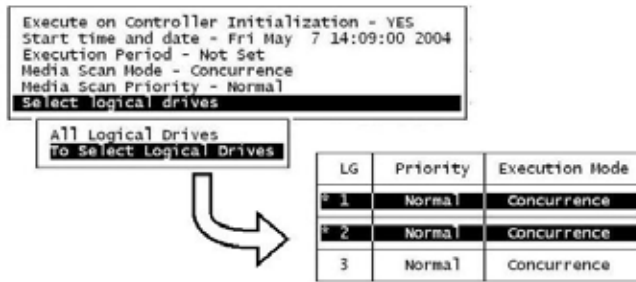 Execute on Controller Initialization - YES
Start time and date - Fri May  7 14:09:00 2004
Execution Period - Not Set
Media Scan Mode - Concurrence
Media Scan Priority - Normal
Select logical drives
All Logical Drives
To Select Logical Drives
LG Priority Execution Mode
* 1 Normal Concurrence
* 2 Normal Concurrence
3 Normal Concurrence